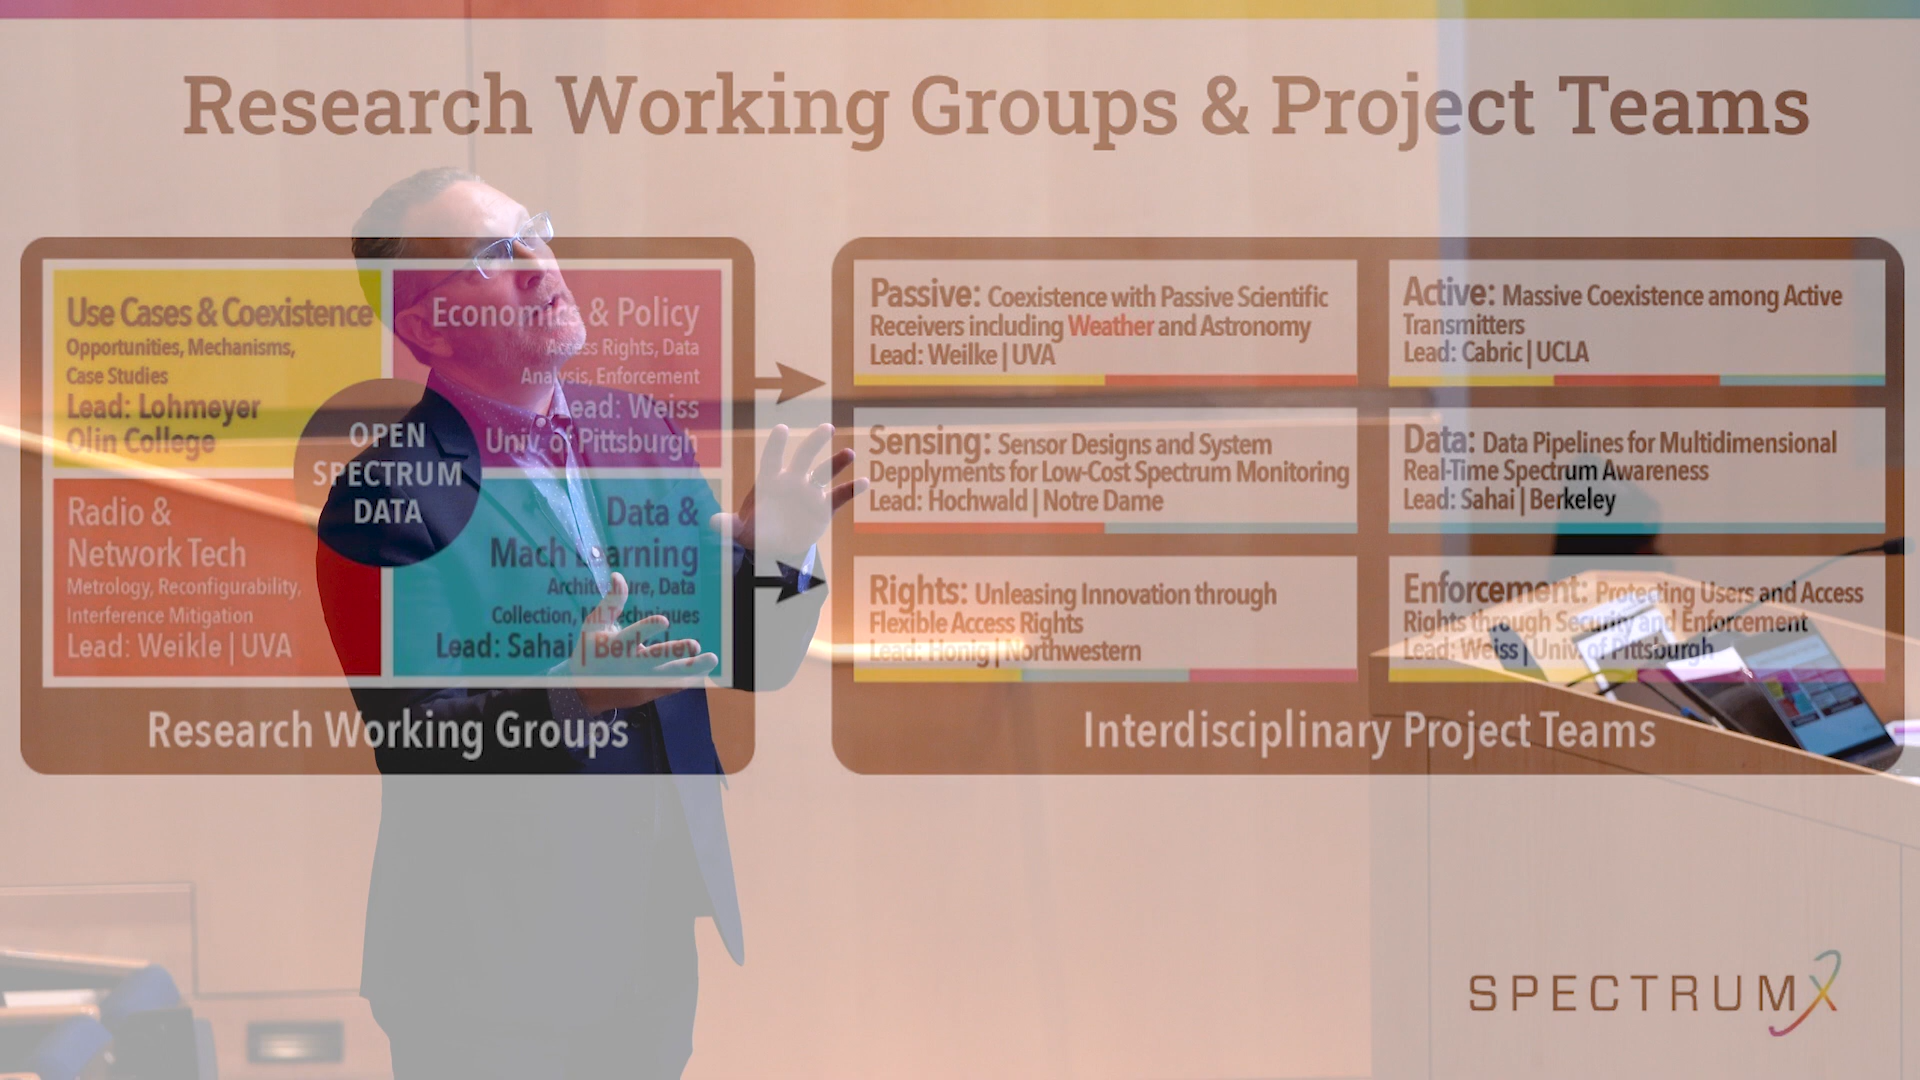 Research Working Groups & Project Teams
Use Cases & Coexistence
Opportunities, Mechanisms,
Case Studies
Lead: Lohmeyer
Olin College
Economics & Policy
Access Rights, Data
Analysis, Enforcement
Lead: Weiss
Univ. of Pittsburgh
OPEN
SPECTRUM
DATA
Radio &
Network Tech
Metrology, Reconfigurability,
Interference Mitigation
Lead: Weikle | UVA
Data &
Mach Learning
Architecture, Data
Collection, ML Techniques
Lead: Sahai | Berkeley
Research Working Groups
Passive: Coexistence with Passive Scientific
Receivers including Weather and Astronomy
Lead: Weilke | UVA
Active: Massive Coexistence among Active
Transmitters
Lead: Cabric | UCLA
Sensing: Sensor Designs and System
Depplyments for Low-Cost Spectrum Monitoring
Lead: Hochwald | Notre Dame
Data: Data Pipelines for Multidimensional
Real-Time Spectrum Awareness
Lead: Sahai | Berkeley
Rights: Unleasing Innovation through
Flexible Access Rights
Lead: Honig | Northwestern
Enforcement: Protecting Users and Access
Rights through Security and Enforcement
Lead: Weiss | Univ. of Pittsburgh
Interdisciplinary Project Teams
SPECTRUMX